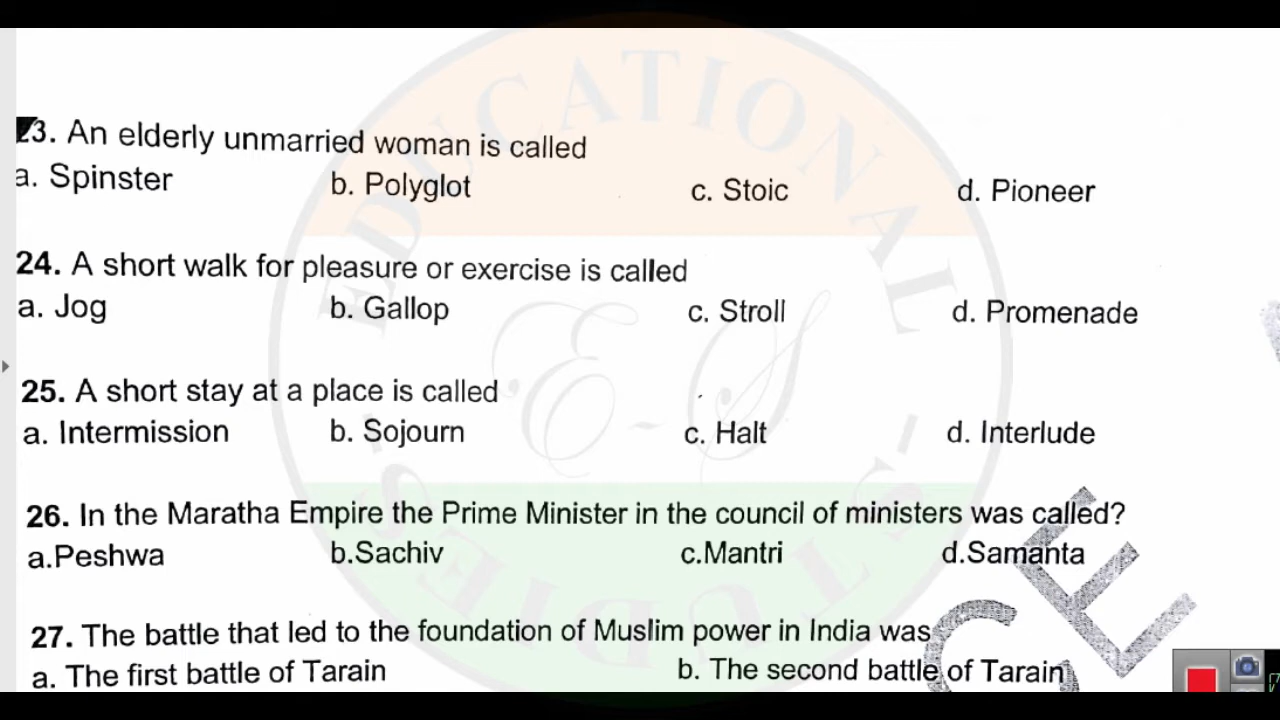 23. An elderly unmarried woman is called
a. Spinster b. Polyglot c. Stoic d. Pioneer
24. A short walk for pleasure or exercise is called
a. Jog b. Gallop c. Stroll d. Promenade
25. A short stay at a place is called
a. Intermission b. Sojourn c. Halt d. Interlude
26. In the Maratha Empire the Prime Minister in the council of ministers was called?
a.Peshwa b.Sachiv c.Mantri d.Samanta
27. The battle that led to the foundation of Muslim power in India was
a. The first battle of Tarain b. The second battle of Tarain
EDUCATIONAL
E-S
STUDIES
CE